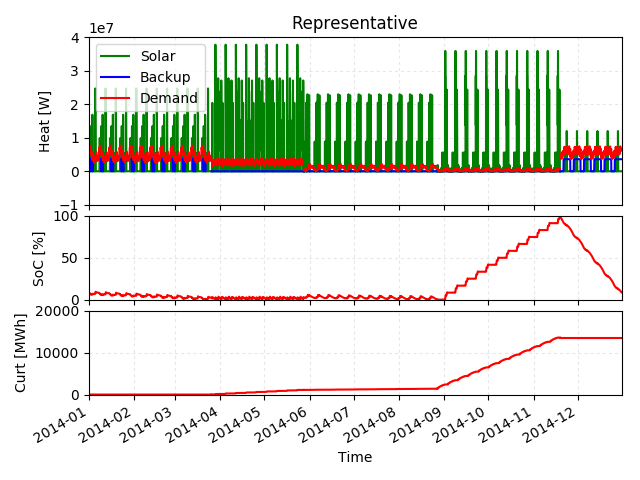 Representative
1e7
4
3
2
1
0
−1
Heat [W]
Solar
Backup
Demand
100
50
0
SoC [%]
20000
10000
0
Curt [MWh]
2014-01
2014-02
2014-03
2014-04
2014-05
2014-06
2014-07
2014-08
2014-09
2014-10
2014-11
2014-12
Time